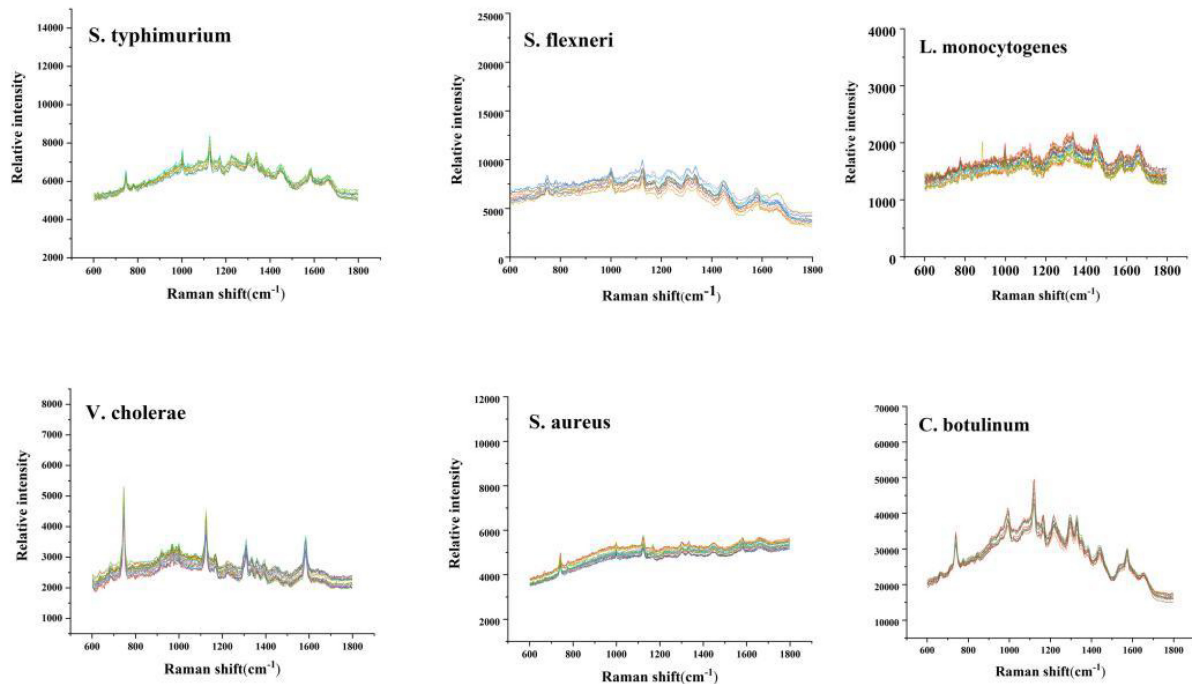 14000
12000
10000
8000
6000
4000
2000
Relative intensity
S. typhimurium
600 800 1000 1200 1400 1600 1800
Raman shift(cm-1)
25000
20000
15000
10000
5000
0
Relative intensity
S. flexneri
600 800 1000 1200 1400 1600 1800
Raman shift(cm-1)
4000
3000
2000
1000
0
Relative intensity
L. monocytogenes
600 800 1000 1200 1400 1600 1800
Raman shift(cm-1)
8000
7000
6000
5000
4000
3000
2000
1000
Relative intensity
V. cholerae
600 800 1000 1200 1400 1600 1800
Raman shift(cm-1)
12000
10000
8000
6000
4000
2000
Relative intensity
S. aureus
600 800 1000 1200 1400 1600 1800
Raman shift(cm-1)
70000
60000
50000
40000
30000
20000
10000
Relative intensity
C. botulinum
600 800 1000 1200 1400 1600 1800
Raman shift(cm-1)